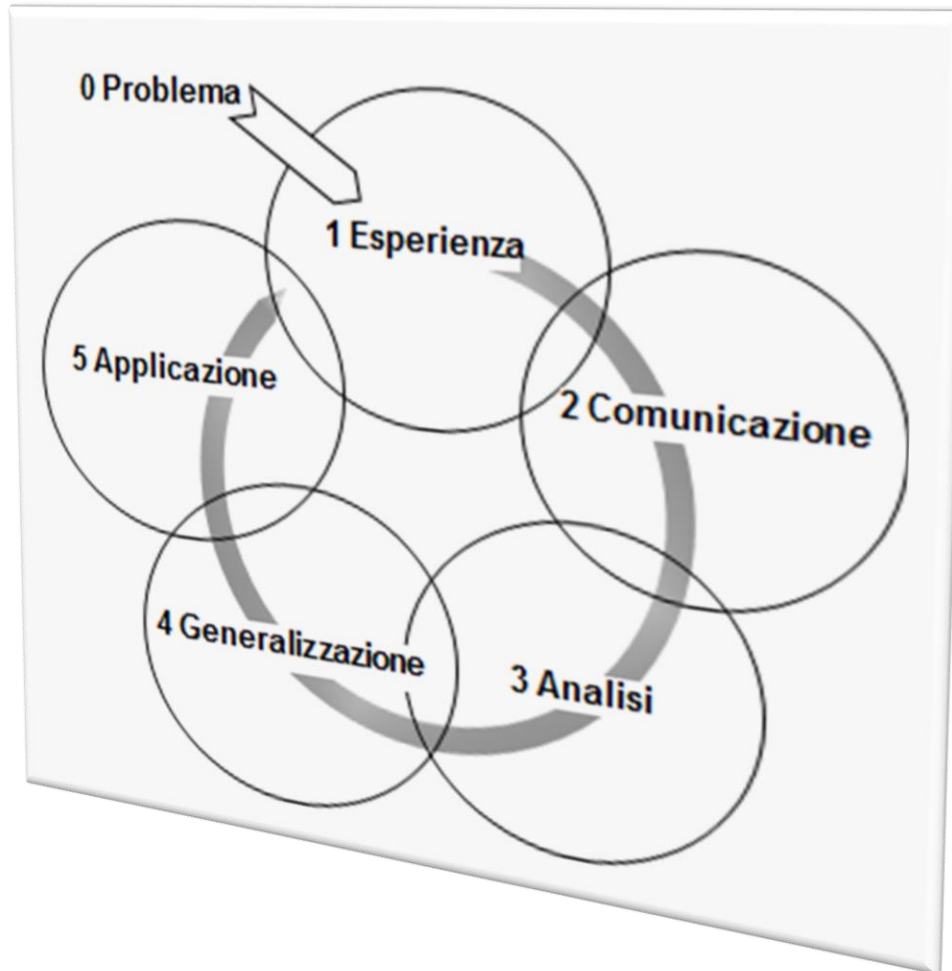 0 Problema
1 Esperienza
2 Comunicazione
3 Analisi
4 Generalizzazione
5 Applicazione